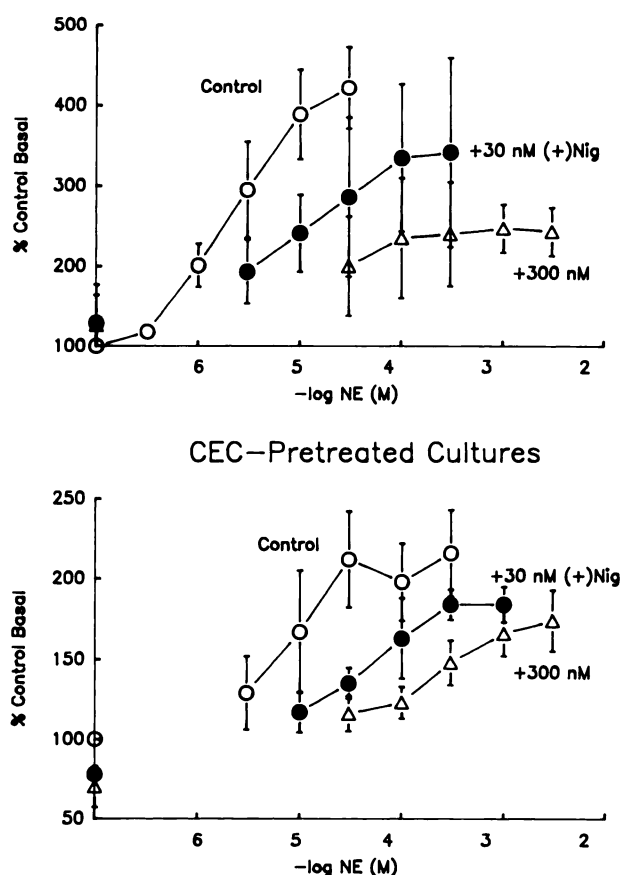 500
400
300
200
100
% Control Basal
Control
+30 nM (+)Nig
+300 nM
6 5 4 3 2
-log NE (M)
CEC-Pretreated Cultures
250
200
150
100
50
% Control Basal
Control
+30 nM (+)Nig
+300 nM
6 5 4 3 2
-log NE (M)